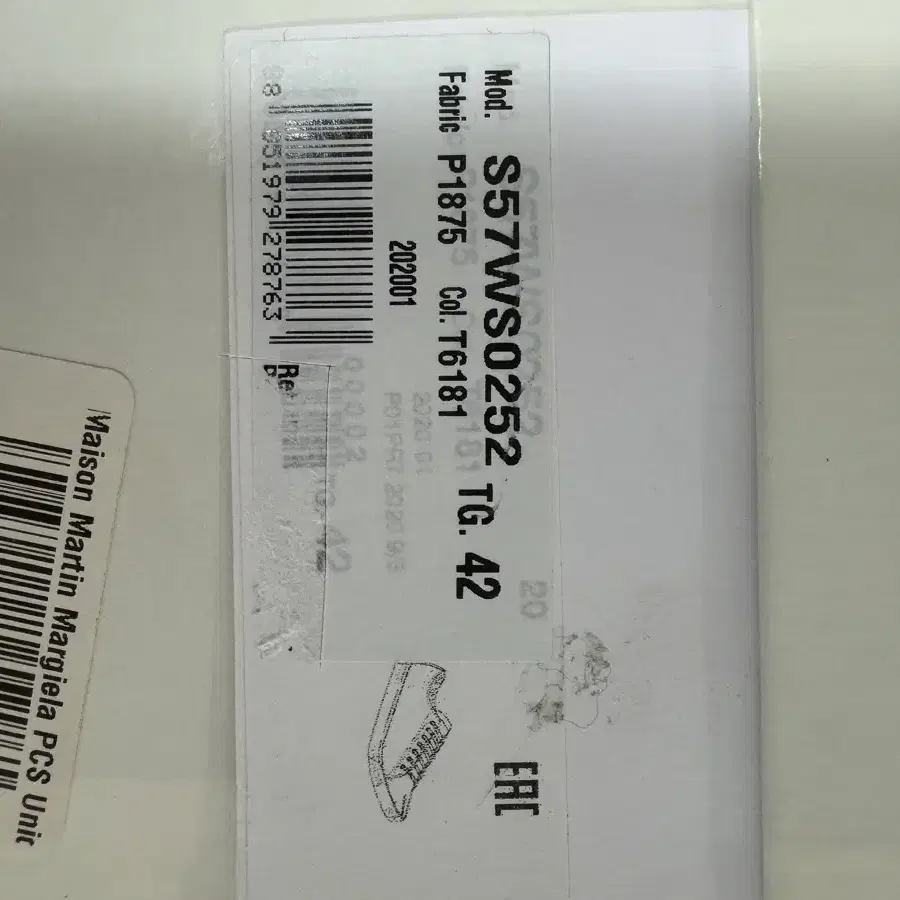 Mod. S57WS0252 TG. 42
Fabric P1875 Col. T6181
202001
8 051979 278763
EAC
Maison Martin Margiela PCS Unit